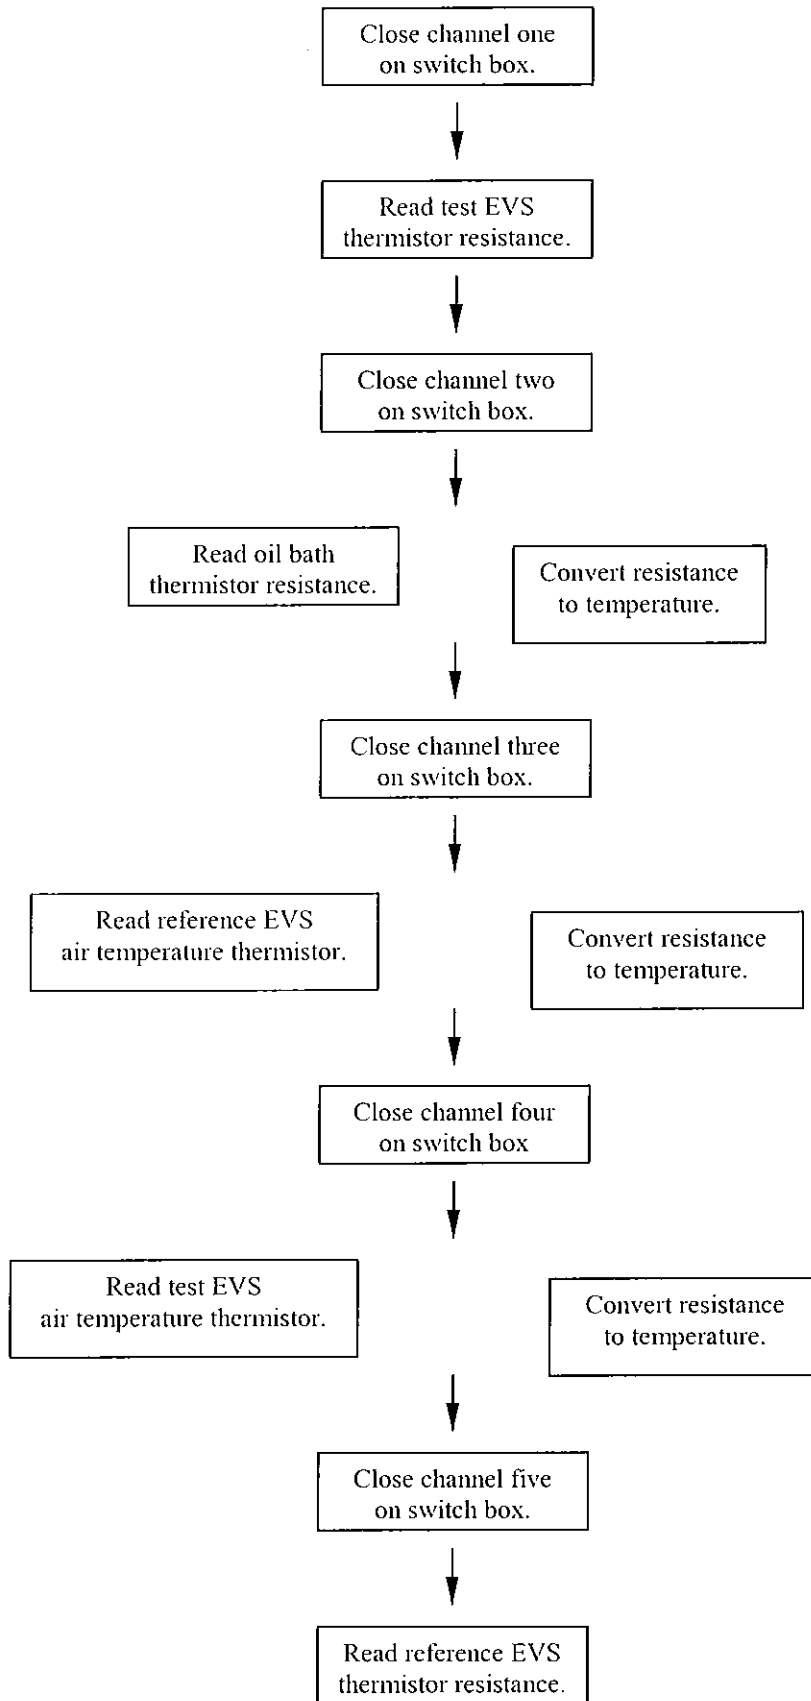 Close channel one
on switch box.
Read test EVS
thermistor resistance.
Close channel two
on switch box.
Read oil bath
thermistor resistance.
Convert resistance
to temperature.
Close channel three
on switch box.
Read reference EVS
air temperature thermistor.
Convert resistance
to temperature.
Close channel four
on switch box
Read test EVS
air temperature thermistor.
Convert resistance
to temperature.
Close channel five
on switch box.
Read reference EVS
thermistor resistance.